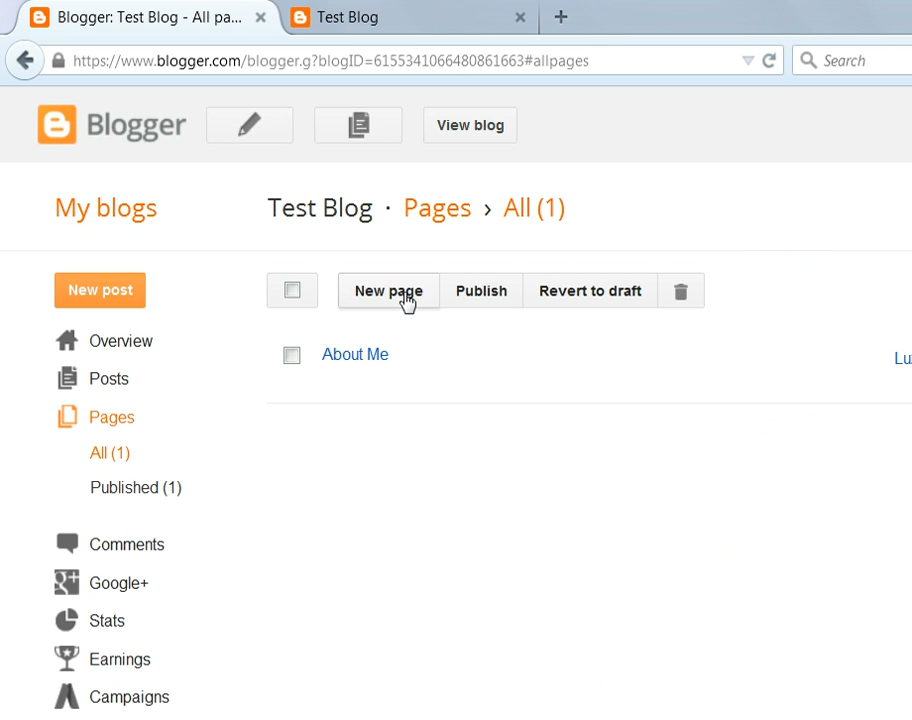 Blogger: Test Blog - All pa...
Test Blog
https://www.blogger.com/blogger.g?blogID=6155341066480861663#allpages
Search
Blogger
View blog
My blogs
Test Blog · Pages › All (1)
New post
New page
Publish
Revert to draft
Overview
About Me
Lu
Posts
Pages
All (1)
Published (1)
Comments
Google+
Stats
Earnings
Campaigns